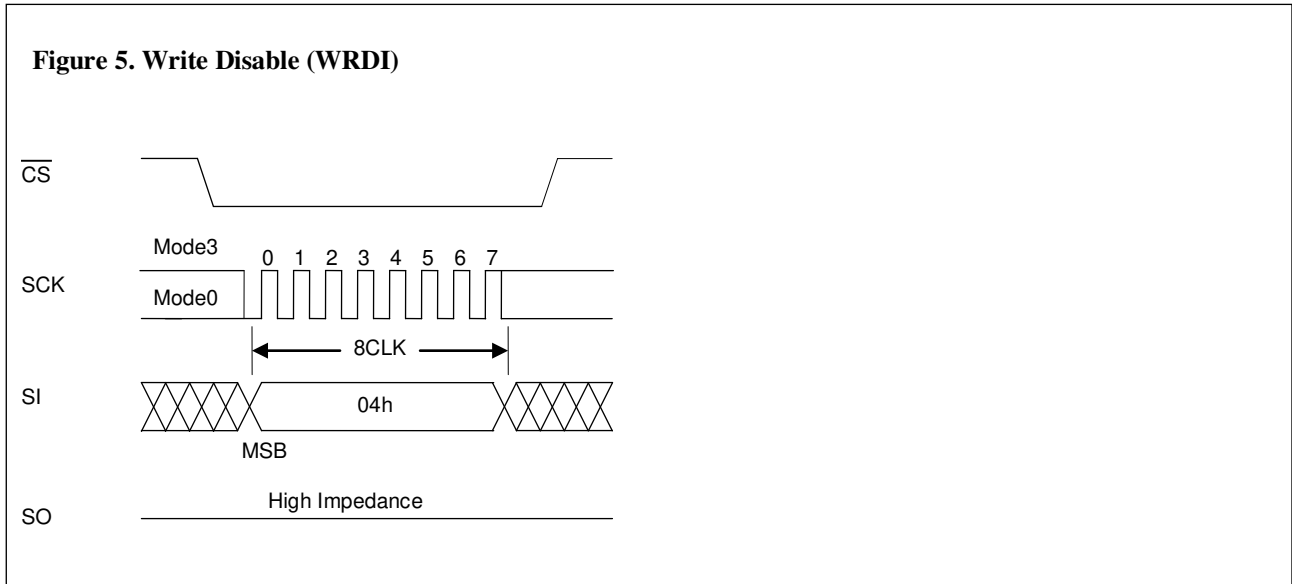 Figure 5. Write Disable (WRDI)
CS
Mode3
0 1 2 3 4 5 6 7
SCK
Mode0
8CLK
SI
04h
MSB
High Impedance
SO